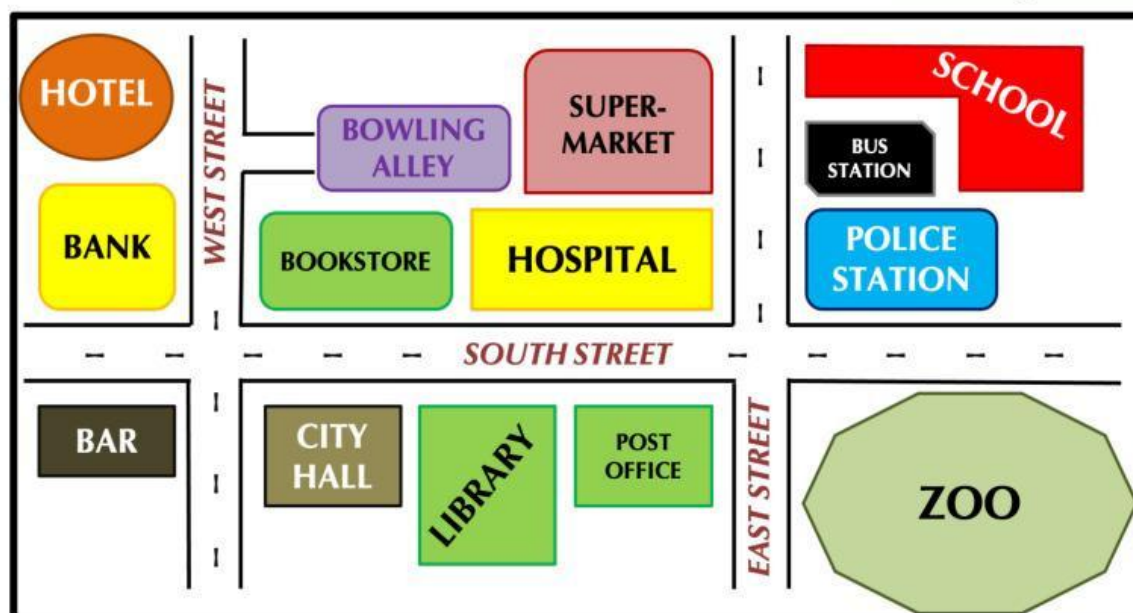 HOTEL
WEST STREET
BOWLING
ALLEY
SUPER-
MARKET
SCHOOL
BUS
STATION
BANK
BOOKSTORE
HOSPITAL
POLICE
STATION
SOUTH STREET
BAR
CITY
HALL
LIBRARY
POST
OFFICE
EAST STREET
ZOO